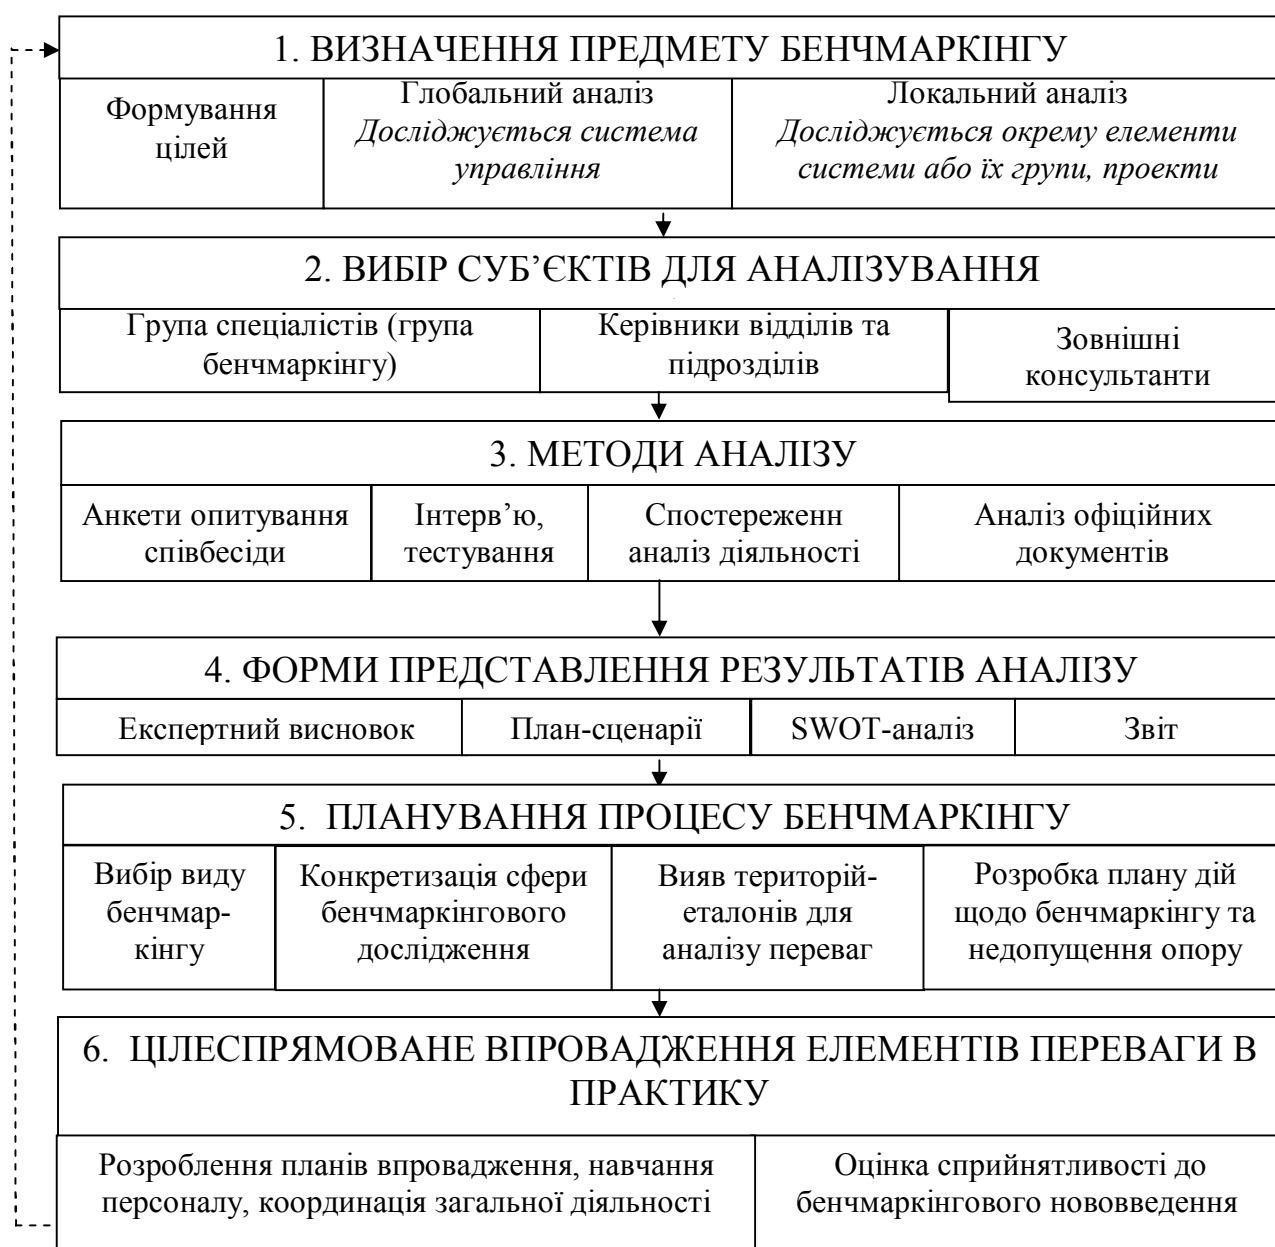 1. ВИЗНАЧЕННЯ ПРЕДМЕТУ БЕНЧМАРКІНГУ
Формування
цілей
Глобальний аналіз
Досліджується система
управління
Локальний аналіз
Досліджується окрему елементи
системи або їх групи, проекти
2. ВИБІР СУБ’ЄКТІВ ДЛЯ АНАЛІЗУВАННЯ
Група спеціалістів (група
бенчмаркінгу)
Керівники відділів та
підрозділів
Зовнішні
консультанти
3. МЕТОДИ АНАЛІЗУ
Анкети опитування
співбесіди
Інтерв’ю,
тестування
Спостереженн
аналіз діяльності
Аналіз офіційних
документів
4. ФОРМИ ПРЕДСТАВЛЕННЯ РЕЗУЛЬТАТІВ АНАЛІЗУ
Експертний висновок
План-сценарії
SWOT-аналіз
Звіт
5. ПЛАНУВАННЯ ПРОЦЕСУ БЕНЧМАРКІНГУ
Вибір виду
бенчмар-
кінгу
Конкретизація сфери
бенчмаркінгового
дослідження
Вияв територій-
еталонів для
аналізу переваг
Розробка плану дій
щодо бенчмаркінгу та
недопущення опору
6. ЦІЛЕСПРЯМОВАНЕ ВПРОВАДЖЕННЯ ЕЛЕМЕНТІВ ПЕРЕВАГИ В
ПРАКТИКУ
Розроблення планів впровадження, навчання
персоналу, координація загальної діяльності
Оцінка сприйнятливості до
бенчмаркінгового нововведення